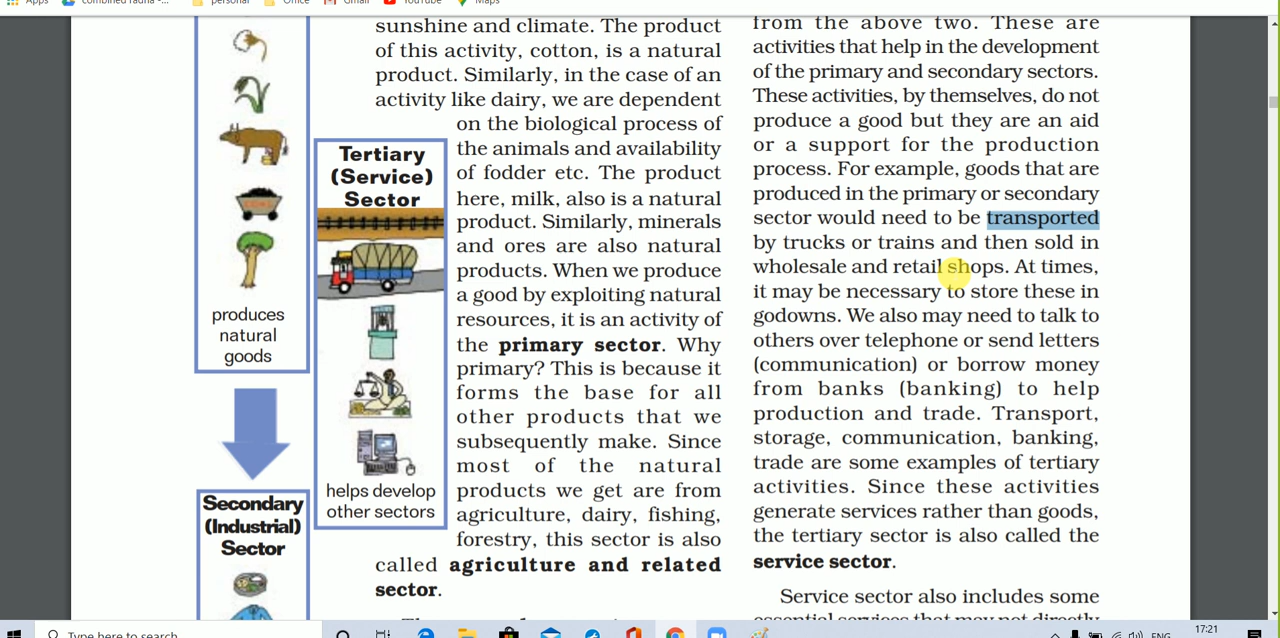 Apps
combined radha -...
personal
Office
Gmail
YouTube
Maps
produces
natural
goods
Secondary
(Industrial)
Sector
Tertiary
(Service)
Sector
helps develop
other sectors
sunshine and climate. The product
of this activity, cotton, is a natural
product. Similarly, in the case of an
activity like dairy, we are dependent
on the biological process of
the animals and availability
of fodder etc. The product
here, milk, also is a natural
product. Similarly, minerals
and ores are also natural
products. When we produce
a good by exploiting natural
resources, it is an activity of
the primary sector. Why
primary? This is because it
forms the base for all
other products that we
subsequently make. Since
most of the natural
products we get are from
agriculture, dairy, fishing,
forestry, this sector is also
called agriculture and related
sector.
from the above two. These are
activities that help in the development
of the primary and secondary sectors.
These activities, by themselves, do not
produce a good but they are an aid
or a support for the production
process. For example, goods that are
produced in the primary or secondary
sector would need to be transported
by trucks or trains and then sold in
wholesale and retail shops. At times,
it may be necessary to store these in
godowns. We also may need to talk to
others over telephone or send letters
(communication) or borrow money
from banks (banking) to help
production and trade. Transport,
storage, communication, banking,
trade are some examples of tertiary
activities. Since these activities
generate services rather than goods,
the tertiary sector is also called the
service sector.
Service sector also includes some
essential services that may not directly
Type here to search
ENG
17:21